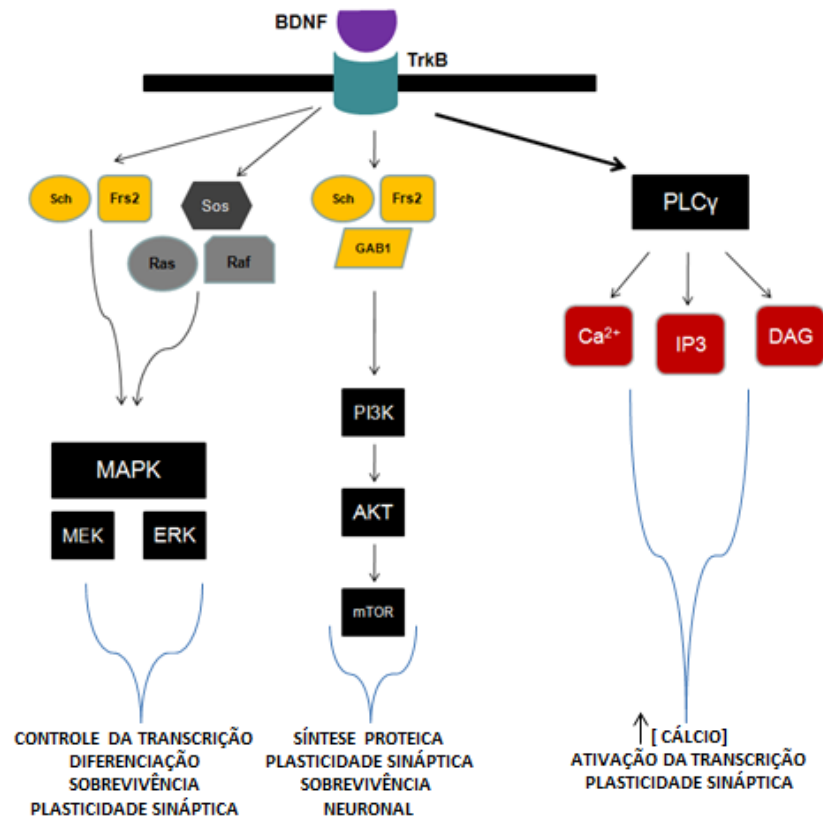 BDNF
TrkB
Sch
Frs2
Sos
Ras
Raf
Sch
Frs2
GAB1
PLCγ
Ca²⁺
IP3
DAG
PI3K
MAPK
AKT
MEK
ERK
mTOR
CONTROLE DA TRANSCRIÇÃO
DIFERENCIAÇÃO
SOBREVIVÊNCIA
PLASTICIDADE SINÁPTICA
SÍNTESE PROTEICA
PLASTICIDADE SINÁPTICA
SOBREVIVÊNCIA
NEURONAL
↑ [ CÁLCIO]
ATIVAÇÃO DA TRANSCRIÇÃO
PLASTICIDADE SINÁPTICA